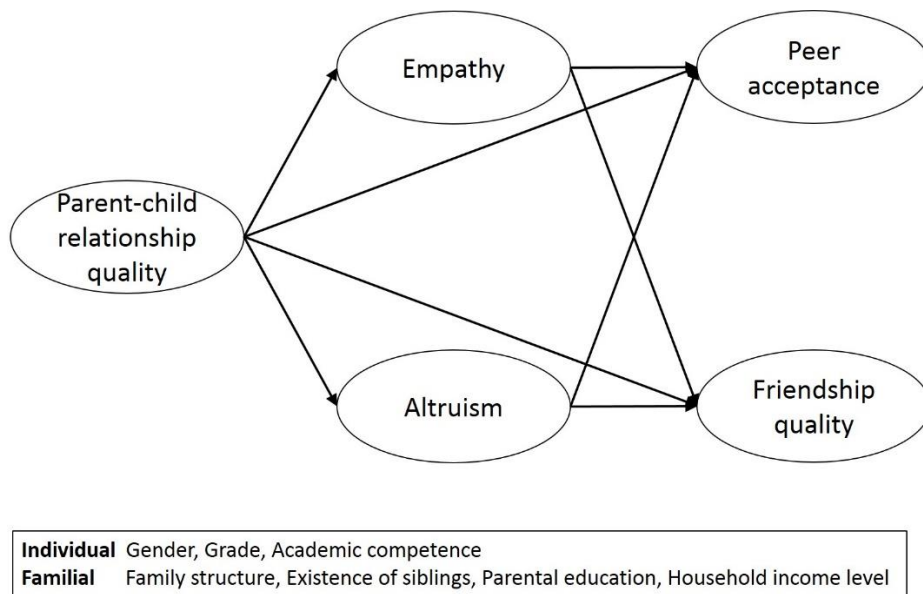 Empathy
Peer
acceptance
Parent-child
relationship
quality
Altruism
Friendship
quality
Individual Gender, Grade, Academic competence
Familial Family structure, Existence of siblings, Parental education, Household income level